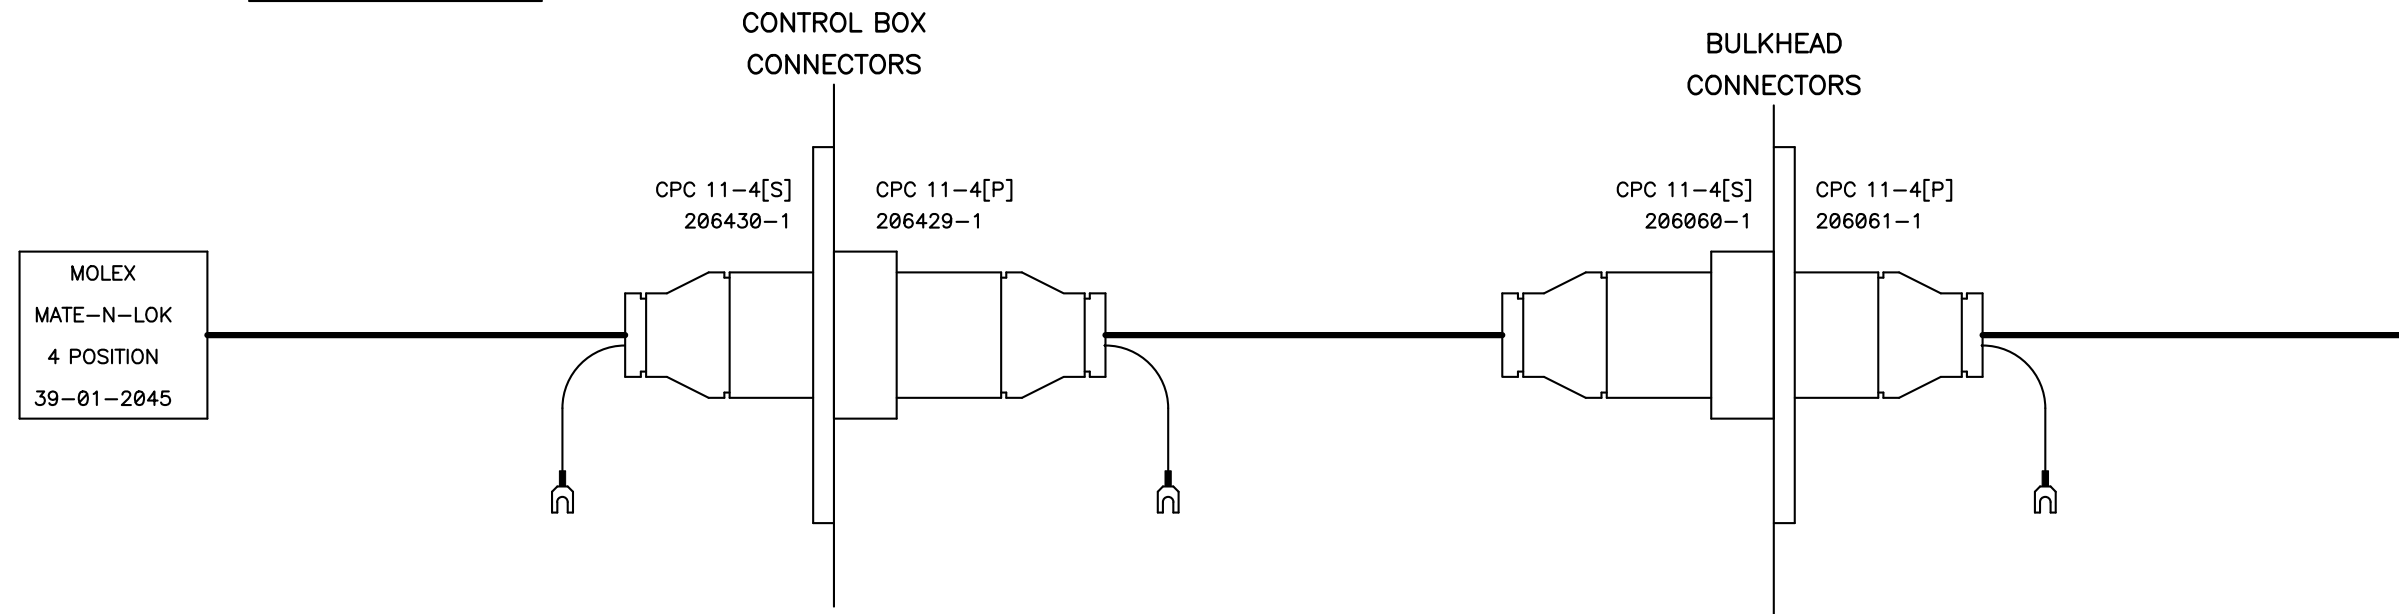 CONTROL BOX
CONNECTORS
BULKHEAD
CONNECTORS
CPC 11-4[S]
206430-1
CPC 11-4[P]
206429-1
CPC 11-4[S]
206060-1
CPC 11-4[P]
206061-1
MOLEX
MATE-N-LOK
4 POSITION
39-01-2045